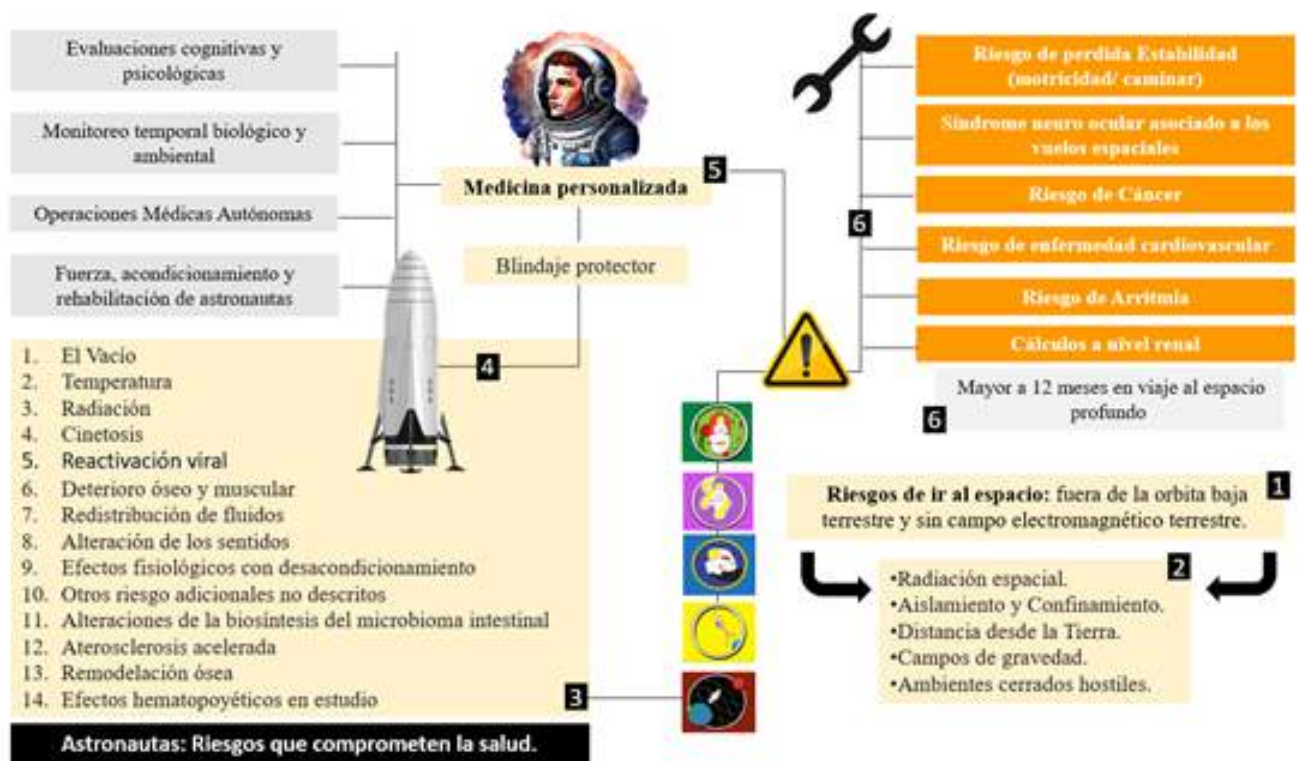 Evaluaciones cognitivas y
psicológicas
Monitoreo temporal biológico y
ambiental
Operaciones Médicas Autónomas
Fuerza, acondicionamiento y
rehabilitación de astronautas
Medicina personalizada
5
Blindaje protector
4
Riesgo de perdida Estabilidad
(motricidad/ caminar)
Síndrome neuro ocular asociado a los
vuelos espaciales
Riesgo de Cáncer
6
Riesgo de enfermedad cardiovascular
Riesgo de Arritmia
Cálculos a nivel renal
Mayor a 12 meses en viaje al espacio
profundo
6
1. El Vacío
2. Temperatura
3. Radiación
4. Cinetosis
5. Reactivación viral
6. Deterioro óseo y muscular
7. Redistribución de fluidos
8. Alteración de los sentidos
9. Efectos fisiológicos con desacondicionamiento
10. Otros riesgo adicionales no descritos
11. Alteraciones de la biosíntesis del microbioma intestinal
12. Aterosclerosis acelerada
13. Remodelación ósea
14. Efectos hematopoyéticos en estudio
3
Astronautas: Riesgos que comprometen la salud.
Riesgos de ir al espacio: fuera de la orbita baja
terrestre y sin campo electromagnético terrestre.
1
2
•Radiación espacial.
•Aislamiento y Confinamiento.
•Distancia desde la Tierra.
•Campos de gravedad.
•Ambientes cerrados hostiles.